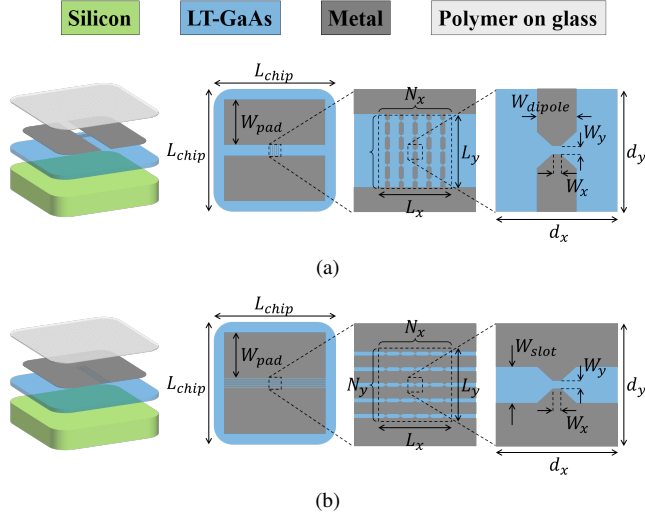 Silicon
LT-GaAs
Metal
Polymer on glass
L_chip
L_chip
W_pad
N_x
L_y
L_x
W_dipole
W_y
W_x
d_y
d_x
(a)
L_chip
L_chip
W_pad
N_x
N_y
L_y
L_x
W_slot
W_y
W_x
d_y
d_x
(b)